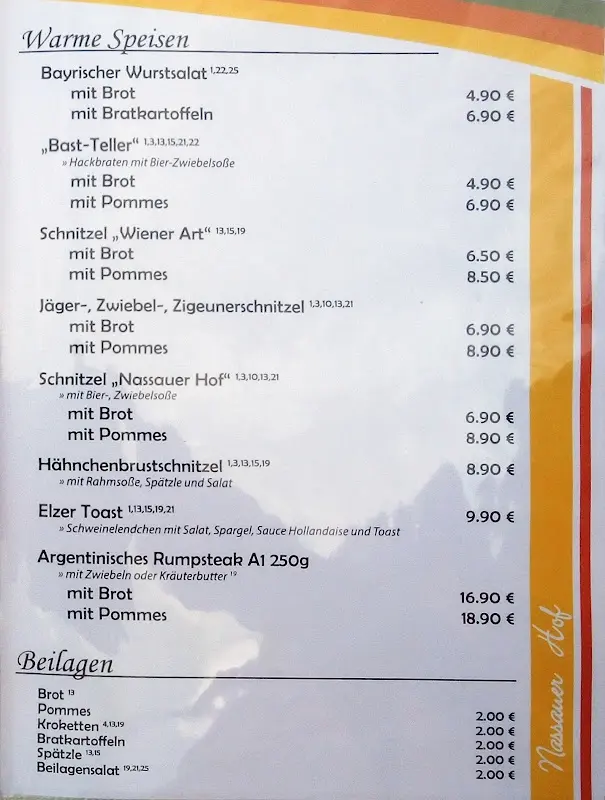 Warme Speisen
Bayrischer Wurstsalat 1,22,25
mit Brot 4.90 €
mit Bratkartoffeln 6.90 €
„Bast-Teller“ 1,3,13,15,21,22
» Hackbraten mit Bier-Zwiebelsoße
mit Brot 4.90 €
mit Pommes 6.90 €
Schnitzel „Wiener Art“ 13,15,19
mit Brot 6.50 €
mit Pommes 8.50 €
Jäger-, Zwiebel-, Zigeunerschnitzel 1,3,10,13,21
mit Brot 6.90 €
mit Pommes 8.90 €
Schnitzel „Nassauer Hof“ 1,3,10,13,21
» mit Bier-, Zwiebelsoße
mit Brot 6.90 €
mit Pommes 8.90 €
Hähnchenbrustschnitzel 1,3,13,15,19 8.90 €
» mit Rahmsoße, Spätzle und Salat
Elzer Toast 1,13,15,19,21 9.90 €
» Schweinelendchen mit Salat, Spargel, Sauce Hollandaise und Toast
Argentinisches Rumpsteak A1 250g
» mit Zwiebeln oder Kräuterbutter 19
mit Brot 16.90 €
mit Pommes 18.90 €
Beilagen
Brot 13
Pommes 2.00 €
Kroketten 4,13,19 2.00 €
Bratkartoffeln 2.00 €
Spätzle 13,15 2.00 €
Beilagensalat 19,21,25 2.00 €
Nassauer Hof